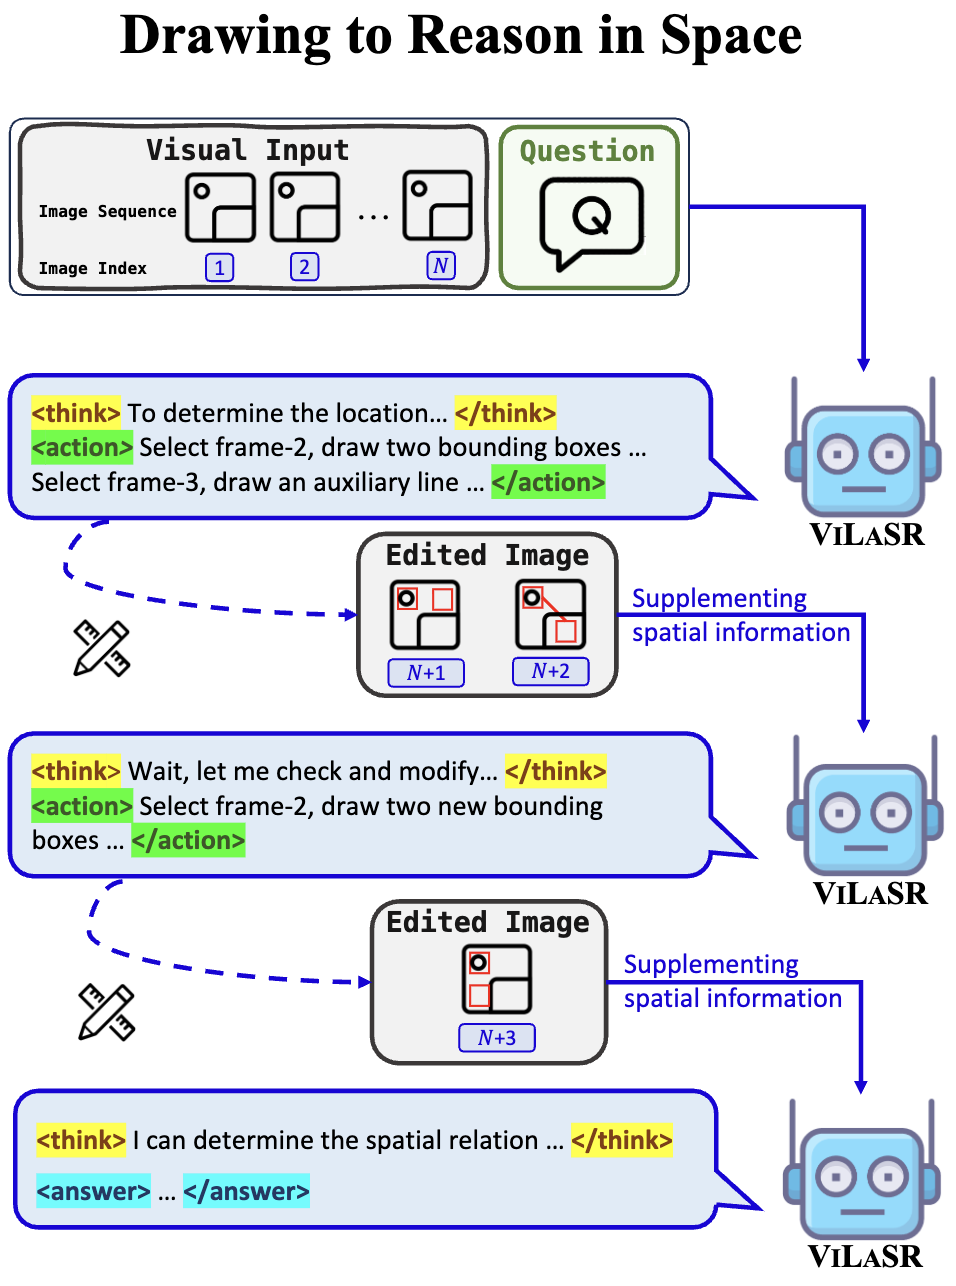 Drawing to Reason in Space
Visual Input
Image Sequence
...
Image Index
1
2
N
Question
Q
<think> To determine the location... </think>
<action> Select frame-2, draw two bounding boxes ...
Select frame-3, draw an auxiliary line ... </action>
VILASR
Edited Image
N+1
N+2
Supplementing
spatial information
<think> Wait, let me check and modify... </think>
<action> Select frame-2, draw two new bounding
boxes ... </action>
VILASR
Edited Image
N+3
Supplementing
spatial information
<think> I can determine the spatial relation ... </think>
<answer> ... </answer>
VILASR